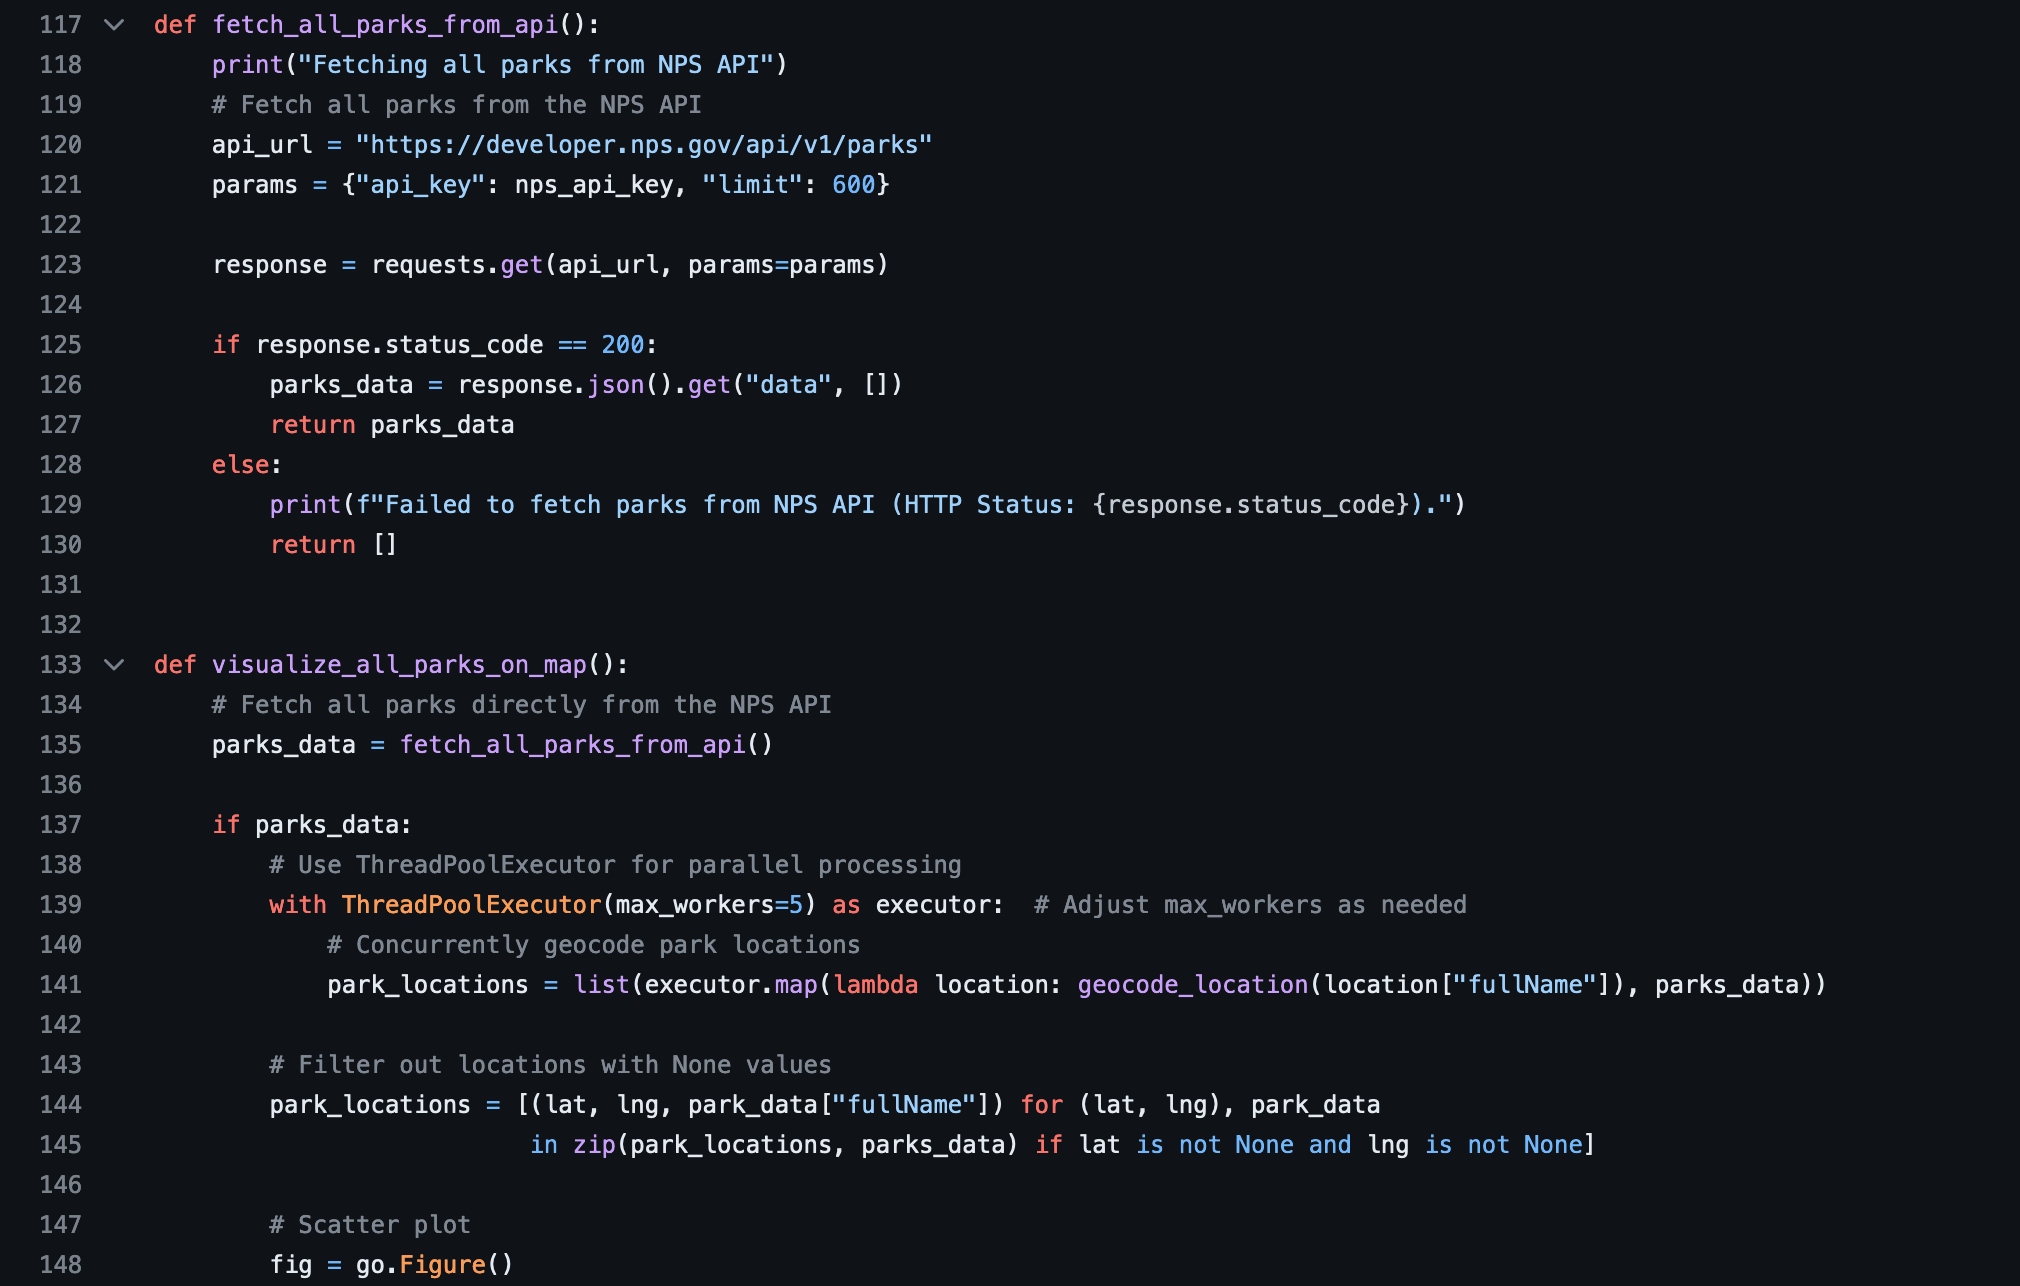 117 def fetch_all_parks_from_api():
118     print("Fetching all parks from NPS API")
119     # Fetch all parks from the NPS API
120     api_url = "https://developer.nps.gov/api/v1/parks"
121     params = {"api_key": nps_api_key, "limit": 600}
122
123     response = requests.get(api_url, params=params)
124
125     if response.status_code == 200:
126         parks_data = response.json().get("data", [])
127         return parks_data
128     else:
129         print(f"Failed to fetch parks from NPS API (HTTP Status: {response.status_code}).")
130         return []
131
132
133 def visualize_all_parks_on_map():
134     # Fetch all parks directly from the NPS API
135     parks_data = fetch_all_parks_from_api()
136
137     if parks_data:
138         # Use ThreadPoolExecutor for parallel processing
139         with ThreadPoolExecutor(max_workers=5) as executor:  # Adjust max_workers as needed
140             # Concurrently geocode park locations
141             park_locations = list(executor.map(lambda location: geocode_location(location["fullName"]), parks_data))
142
143         # Filter out locations with None values
144         park_locations = [(lat, lng, park_data["fullName"]) for (lat, lng), park_data
145                           in zip(park_locations, parks_data) if lat is not None and lng is not None]
146
147         # Scatter plot
148         fig = go.Figure()